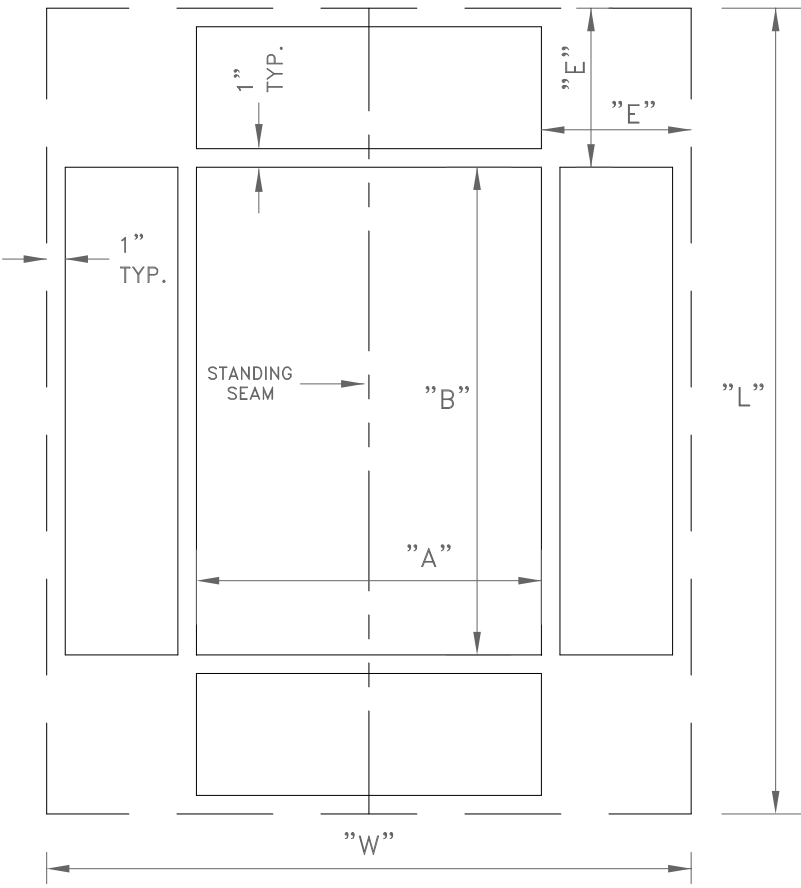 1”
TYP.
”E”
”E”
1”
TYP.
STANDING
SEAM
”B”
”L”
”A”
”W”